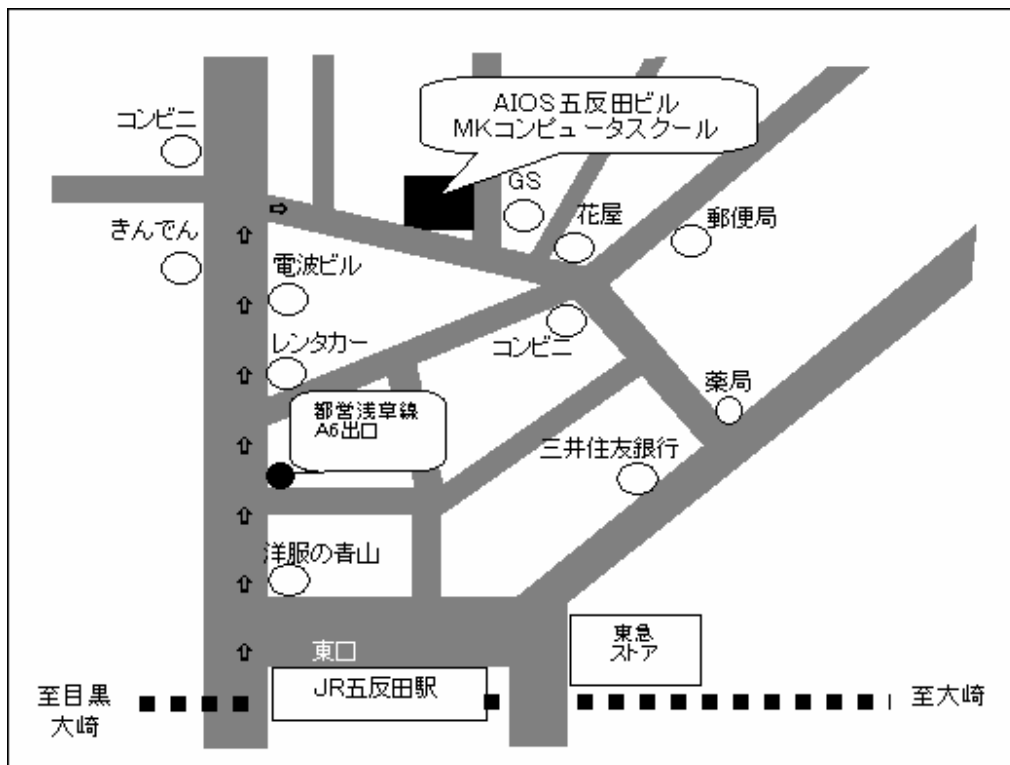 コンビニ
AIOS五反田ビル
MKコンピュータスクール
GS
花屋
郵便局
きんでん
電波ビル
レンタカー
コンビニ
薬局
都営浅草線
A6出口
三井住友銀行
洋服の青山
東口
東急
ストア
JR五反田駅
至目黒
大崎
至大崎